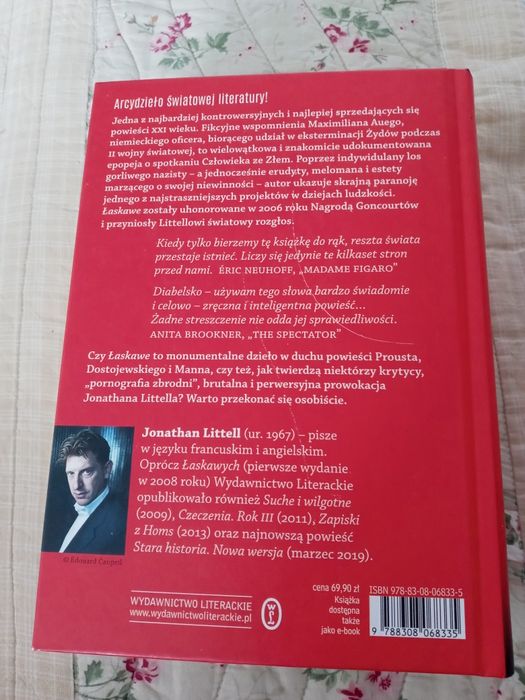 Arcydzieło światowej literatury!
Jedna z najbardziej kontrowersyjnych i najlepiej sprzedających się
powieści XXI wieku. Fikcyjne wspomnienia Maximiliana Auego,
niemieckiego oficera, biorącego udział w eksterminacji Żydów podczas
II wojny światowej, to wielowątkowa i znakomicie udokumentowana
epopeja o spotkaniu Człowieka ze Złem. Poprzez indywidulany los
gorliwego nazisty – a jednocześnie erudyty, melomana i estety
marzącego o swojej niewinności – autor ukazuje skrajną paranoję
jednego z najstraszniejszych projektów w dziejach ludzkości.
Łaskawe zostały uhonorowane w 2006 roku Nagrodą Goncourtów
i przyniosły Littellowi światowy rozgłos.
Kiedy tylko bierzemy tę książkę do rąk, reszta świata
przestaje istnieć. Liczy się jedynie te kilkaset stron
przed nami. ÉRIC NEUHOFF, „MADAME FIGARO”
Diabelsko – używam tego słowa bardzo świadomie
i celowo – zręczna i inteligentna powieść...
Żadne streszczenie nie odda jej sprawiedliwości.
ANITA BROOKNER, „THE SPECTATOR”
Czy Łaskawe to monumentalne dzieło w duchu powieści Prousta,
Dostojewskiego i Manna, czy też, jak twierdzą niektórzy krytycy,
„pornografia zbrodni”, brutalna i perwersyjna prowokacja
Jonathana Littella? Warto przekonać się osobiście.
Jonathan Littell (ur. 1967) – pisze
w języku francuskim i angielskim.
Oprócz Łaskawych (pierwsze wydanie
w 2008 roku) Wydawnictwo Literackie
opublikowało również Suche i wilgotne
(2009), Czeczenia. Rok III (2011), Zapiski
z Homs (2013) oraz najnowszą powieść
Stara historia. Nowa wersja (marzec 2019).
© Edouard Caupeil
WYDAWNICTWO LITERACKIE
www.wydawnictwoliterackie.pl
cena 69,90 zł
Książka
dostępna
także
jako e-book
ISBN 978-83-08-06833-5
9 788308 068335